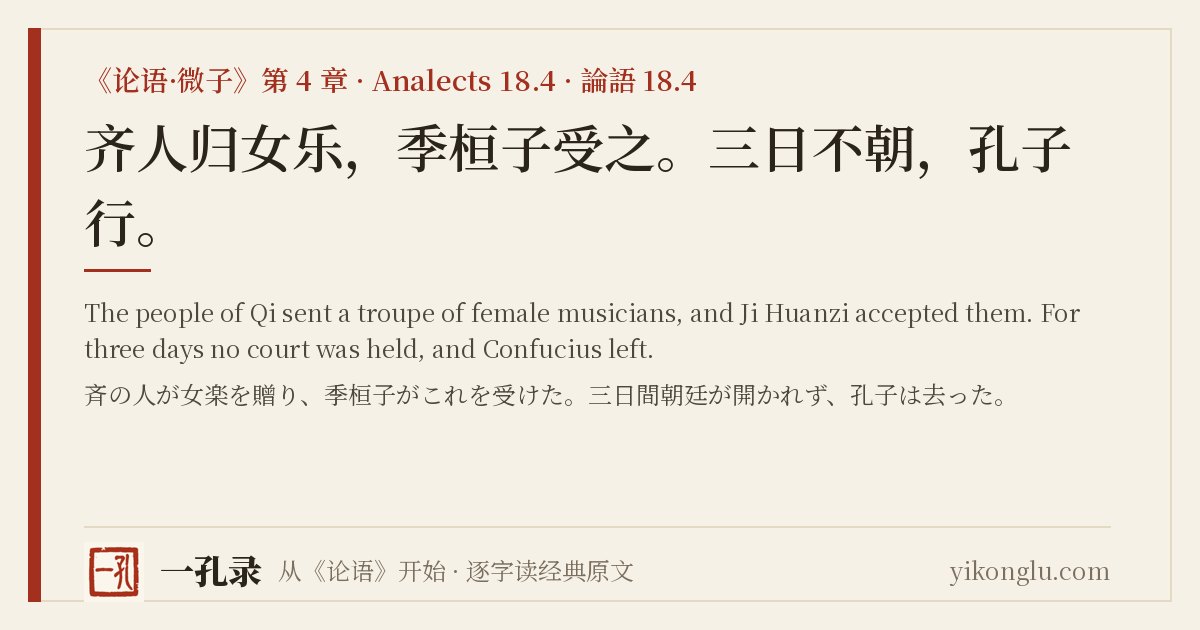 《论语·微子》第 4 章 · Analects 18.4 · 論語 18.4
齐人归女乐，季桓子受之。三日不朝，孔子
行。
The people of Qi sent a troupe of female musicians, and Ji Huanzi accepted them. For
three days no court was held, and Confucius left.
斉の人が女楽を贈り、季桓子がこれを受けた。三日間朝廷が開かれず、孔子は去った。
一孔
一孔录 从《论语》开始 · 逐字读经典原文 yikonglu.com